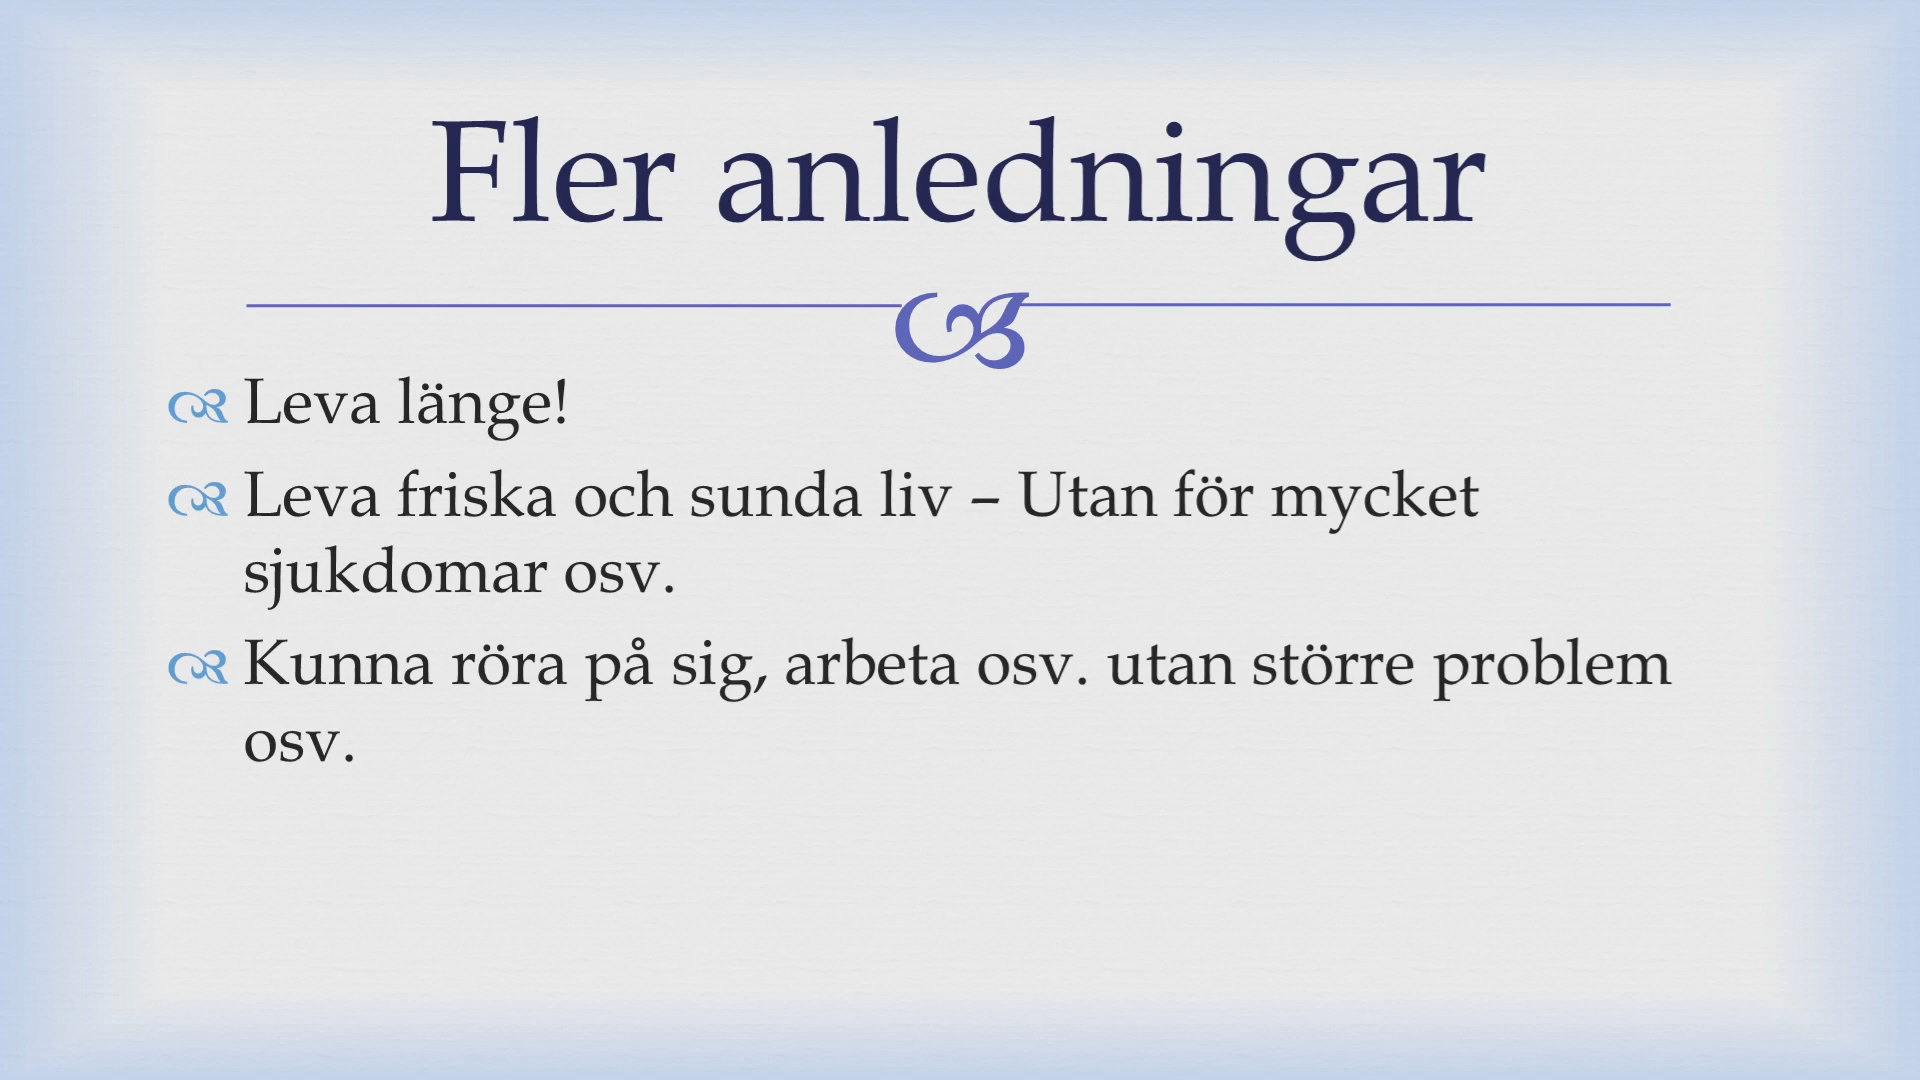 Fler anledningar
Leva länge!
Leva friska och sunda liv – Utan för mycket
sjukdomar osv.
Kunna röra på sig, arbeta osv. utan större problem
osv.